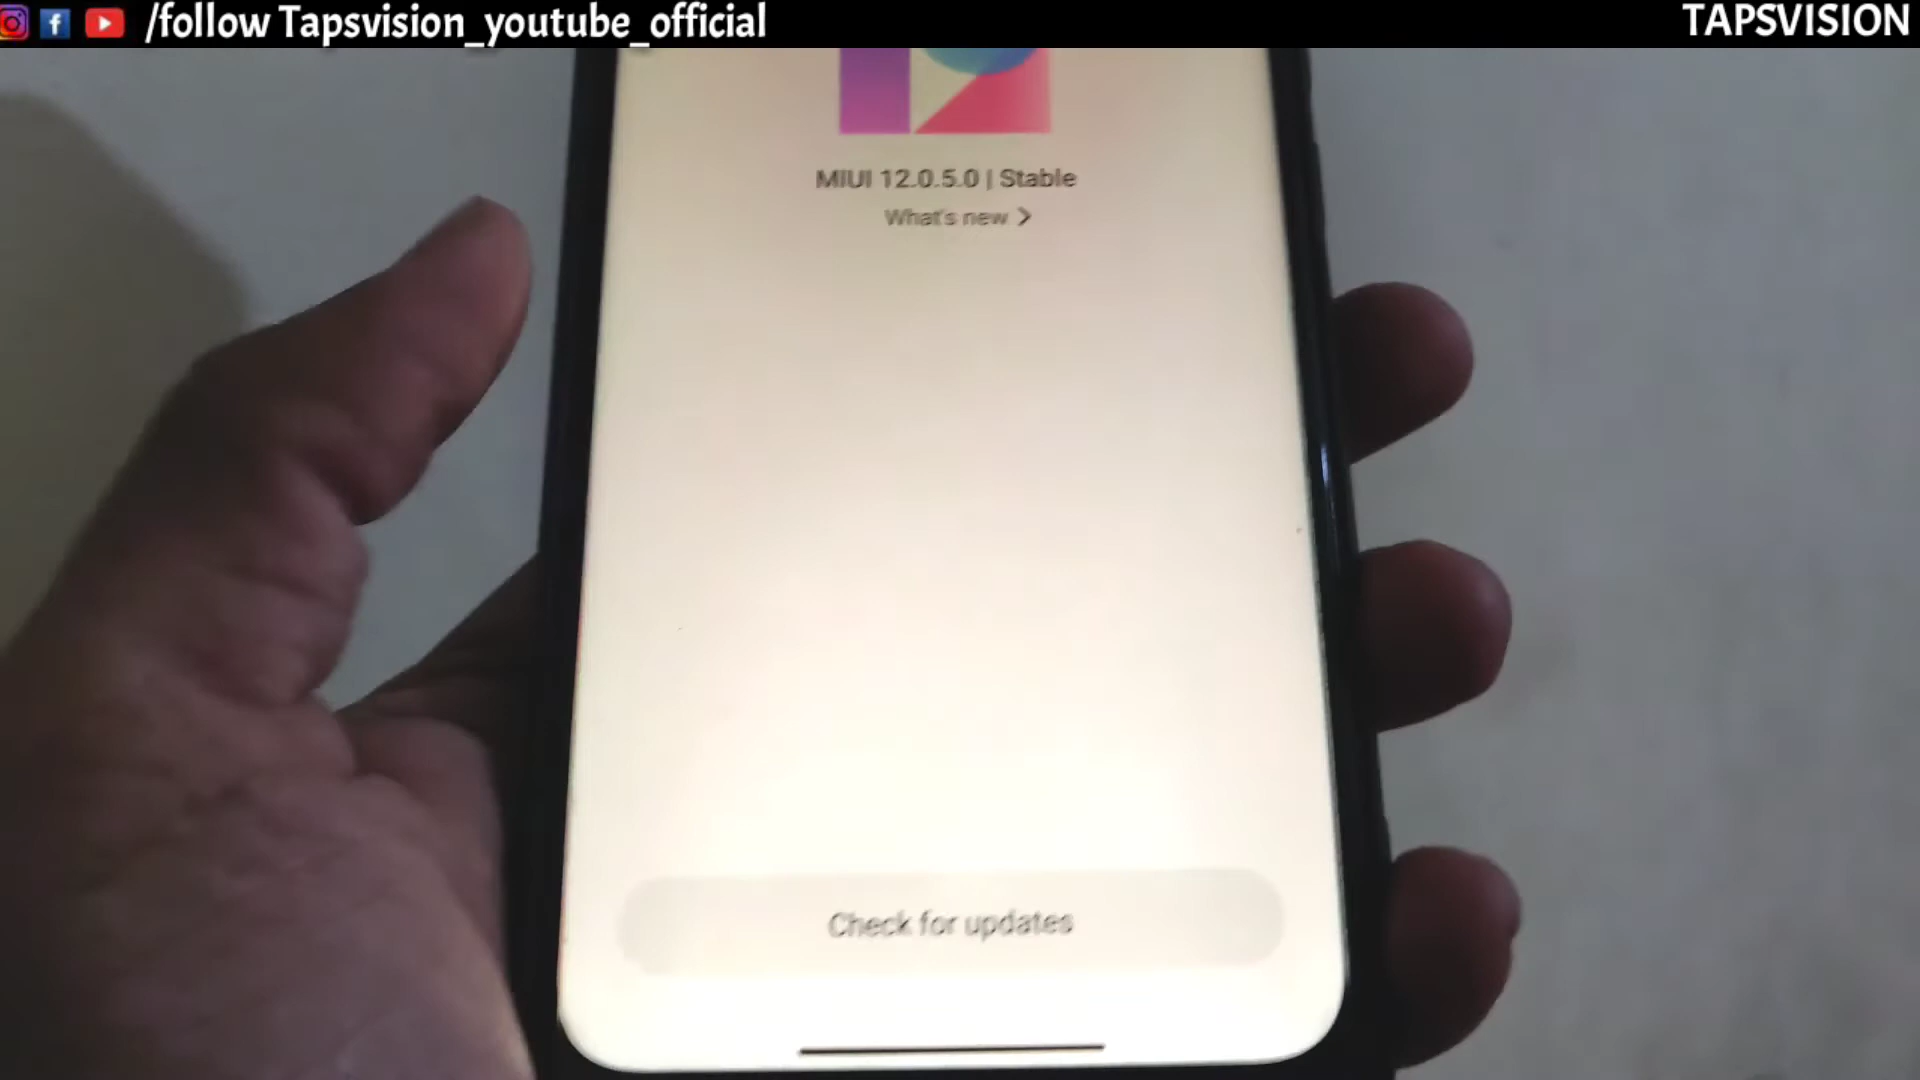 /follow Tapsvision_youtube_official
TAPSVISION
MIUI 12.0.5.0 | Stable
What's new >
Check for updates